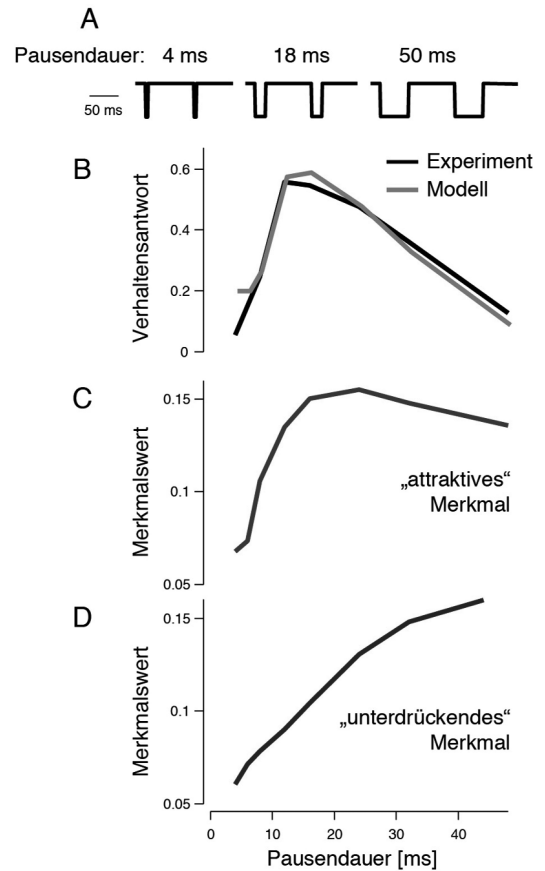 A
Pausendauer: 4 ms 18 ms 50 ms
50 ms
B
Verhaltensantwort
0.6
0.4
0.2
0
Experiment
Modell
C
Merkmalswert
0.15
0.1
0.05
„attraktives“
Merkmal
D
Merkmalswert
0.15
0.1
0.05
„unterdrückendes“
Merkmal
0 10 20 30 40
Pausendauer [ms]